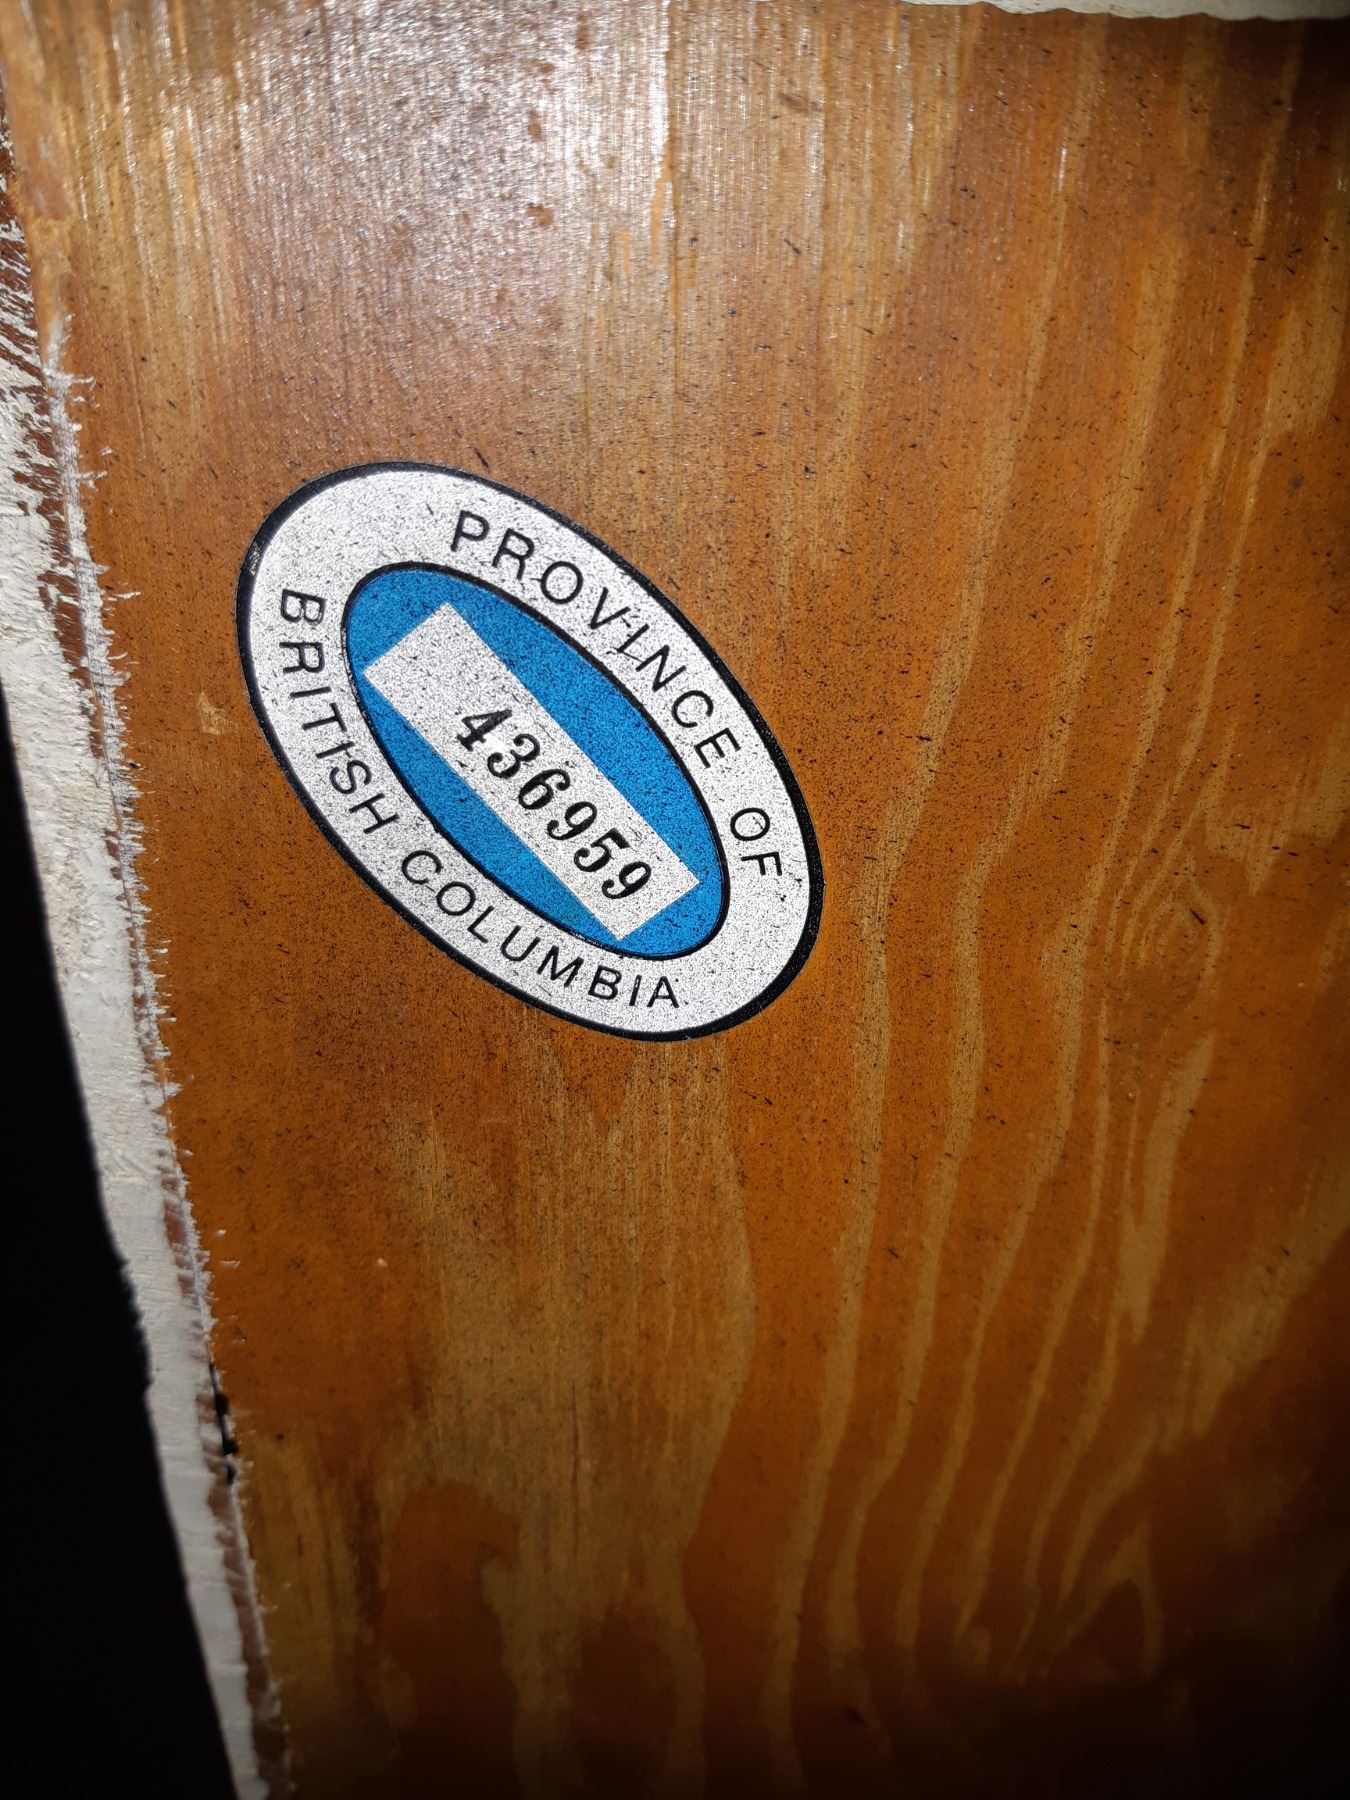 PROVINCE OF
436959
BRITISH COLUMBIA